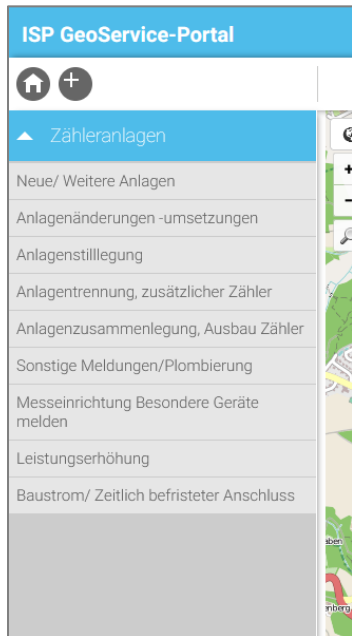 ISP GeoService-Portal
Zähleranlagen
Neue/ Weitere Anlagen
Anlagenänderungen -umsetzungen
Anlagenstilllegung
Anlagentrennung, zusätzlicher Zähler
Anlagenzusammenlegung, Ausbau Zähler
Sonstige Meldungen/Plombierung
Messeinrichtung Besondere Geräte
melden
Leistungserhöhung
Baustrom/ Zeitlich befristeter Anschluss